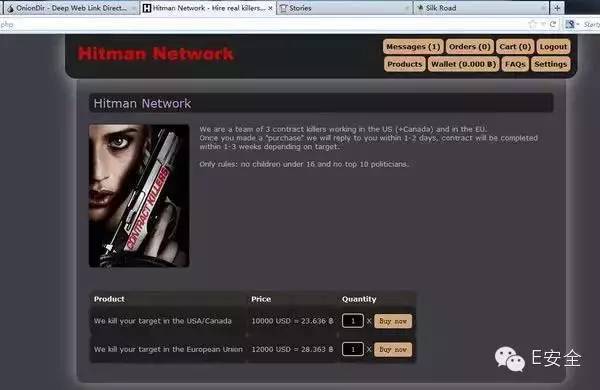 OnionDir - Deep Web Link Direct...
Hitman Network - Hire real killers...
Stories
Silk Road
php
Hitman Network
Messages (1) Orders (0) Cart (0) Logout
Products Wallet (0.000 ฿) FAQs Settings
Hitman Network
We are a team of 3 contract killers working in the US (+Canada) and in the EU.
Once you made a "purchase" we will reply to you within 1-2 days, contract will be completed
within 1-3 weeks depending on target.
Only rules: no children under 16 and no top 10 politicians.
CONTRACT KILLERS
Product Price Quantity
We kill your target in the USA/Canada 10000 USD = 23.636 ฿ 1 X Buy now
We kill your target in the European Union 12000 USD = 28.363 ฿ 1 X Buy now
E安全